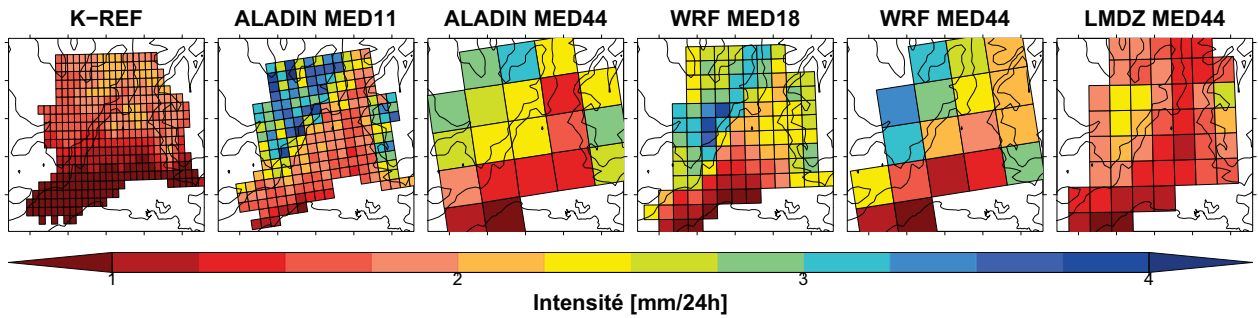 K−REF ALADIN MED11 ALADIN MED44 WRF MED18 WRF MED44 LMDZ MED44
1 2 3 4
Intensité [mm/24h]